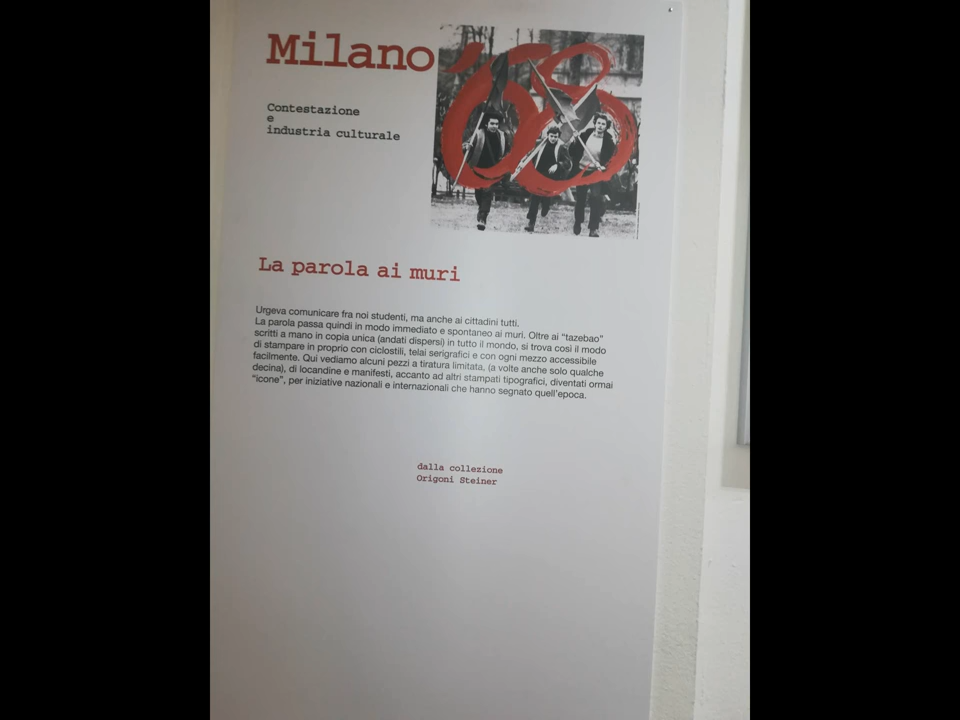 Milano '68
Contestazione
e
industria culturale
La parola ai muri
Urgeva comunicare fra noi studenti, ma anche ai cittadini tutti.
La parola passa quindi in modo immediato e spontaneo ai muri. Oltre ai “tazebao”
scritti a mano in copia unica (andati dispersi) in tutto il mondo, si trova così il modo
di stampare in proprio con ciclostili, telai serigrafici e con ogni mezzo accessibile
facilmente. Qui vediamo alcuni pezzi a tiratura limitata, (a volte anche solo qualche
decina), di locandine e manifesti, accanto ad altri stampati tipografici, diventati ormai
“icone”, per iniziative nazionali e internazionali che hanno segnato quell’epoca.
dalla collezione
Origoni Steiner